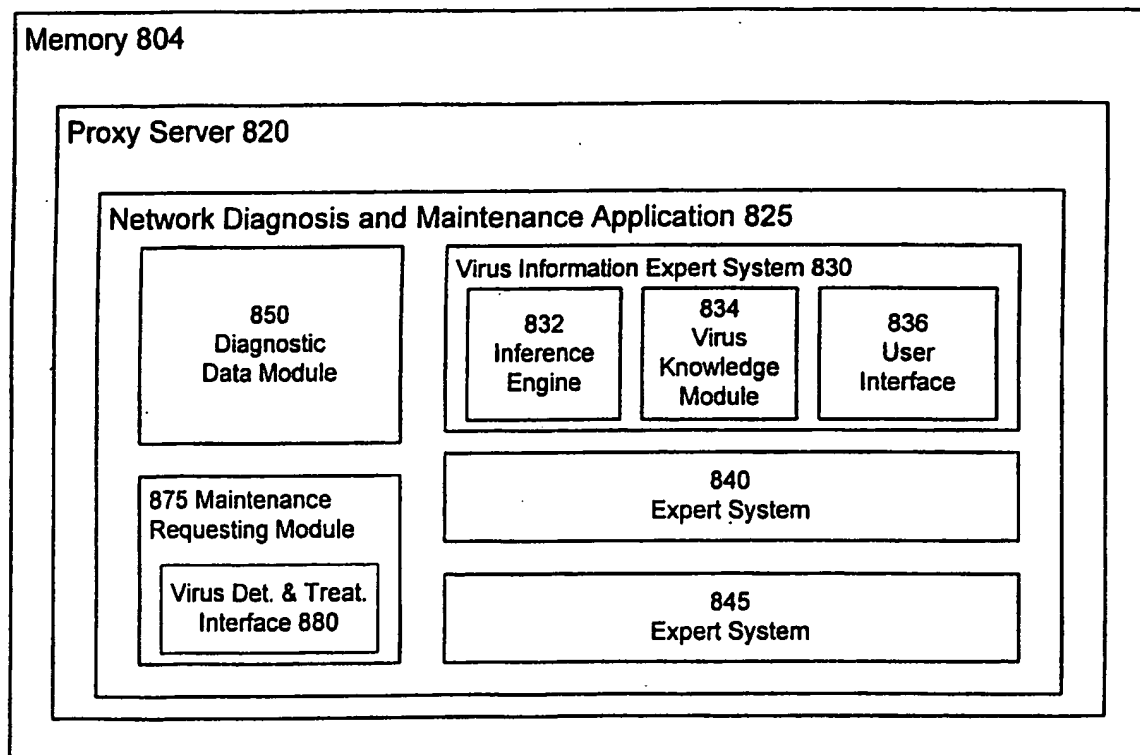 Memory 804
Proxy Server 820
Network Diagnosis and Maintenance Application 825
850
Diagnostic
Data Module
Virus Information Expert System 830
832
Inference
Engine
834
Virus
Knowledge
Module
836
User
Interface
875 Maintenance
Requesting Module
Virus Det. & Treat.
Interface 880
840
Expert System
845
Expert System